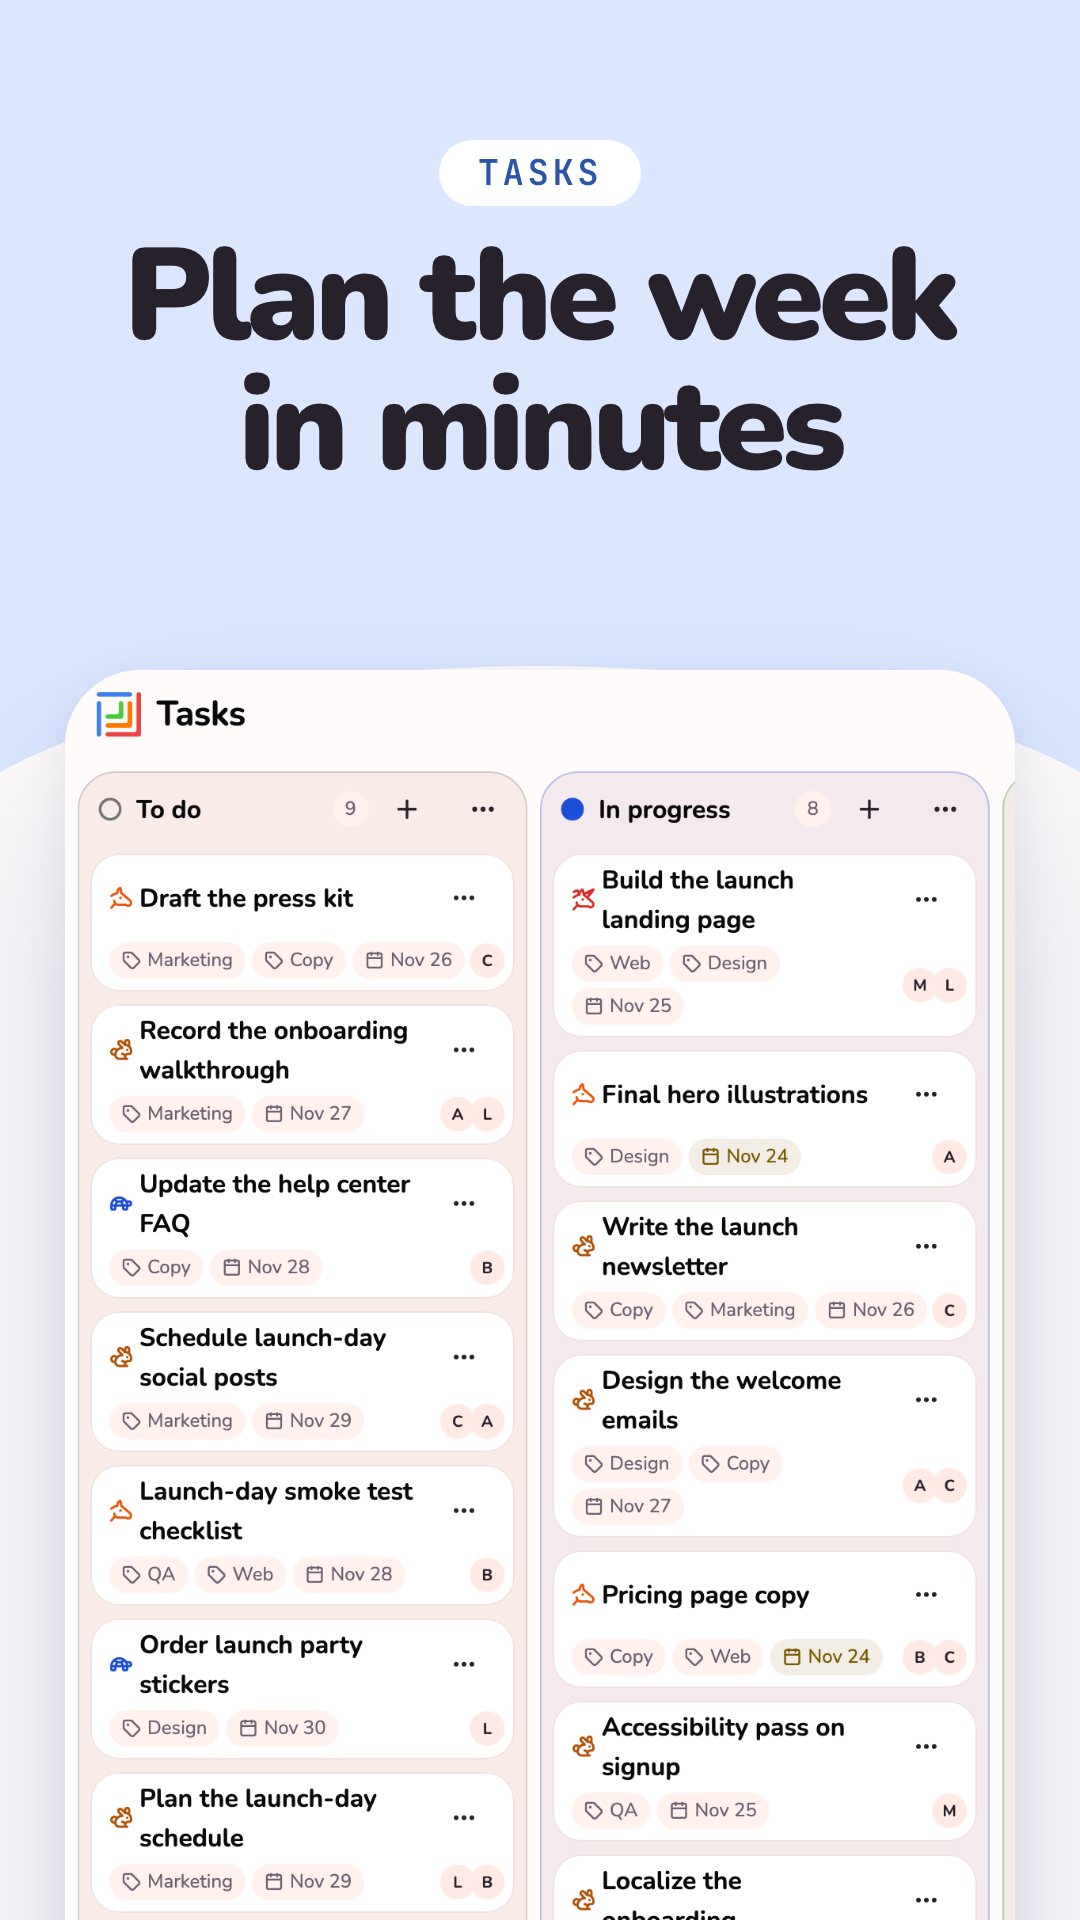 TASKS
Plan the week
in minutes
Tasks
To do
9
Draft the press kit
Marketing
Copy
Nov 26
C
Record the onboarding
walkthrough
Marketing
Nov 27
A
L
Update the help center
FAQ
Copy
Nov 28
B
Schedule launch-day
social posts
Marketing
Nov 29
C
A
Launch-day smoke test
checklist
QA
Web
Nov 28
B
Order launch party
stickers
Design
Nov 30
L
Plan the launch-day
schedule
Marketing
Nov 29
L
B
In progress
8
Build the launch
landing page
Web
Design
Nov 25
M
L
Final hero illustrations
Design
Nov 24
A
Write the launch
newsletter
Copy
Marketing
Nov 26
C
Design the welcome
emails
Design
Copy
Nov 27
A
C
Pricing page copy
Copy
Web
Nov 24
B
C
Accessibility pass on
signup
QA
Nov 25
M
Localize the
onboarding